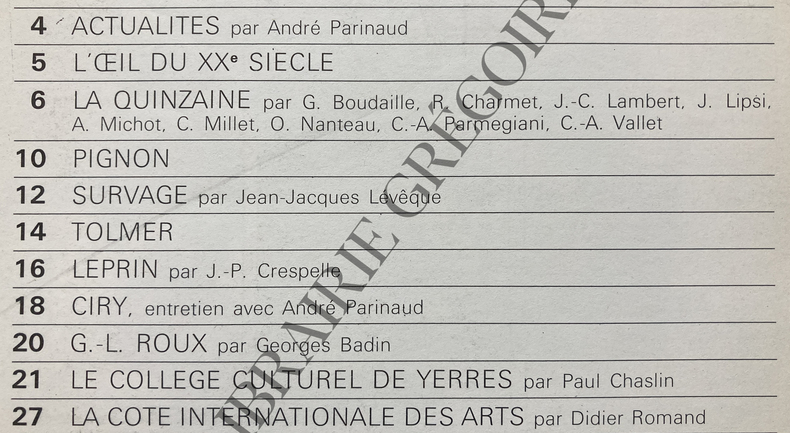 4 ACTUALITES par André Parinaud
5 L'ŒIL DU XXe SIECLE
6 LA QUINZAINE par G. Boudaille, R. Charmet, J.-C. Lambert, J. Lipsi,
A. Michot, C. Millet, O. Nanteau, C.-A. Parmegiani, C.-A. Vallet
10 PIGNON
12 SURVAGE par Jean-Jacques Lévêque
14 TOLMER
16 LEPRIN par J.-P. Crespelle
18 CIRY, entretien avec André Parinaud
20 G.-L. ROUX par Georges Badin
21 LE COLLEGE CULTUREL DE YERRES par Paul Chaslin
27 LA COTE INTERNATIONALE DES ARTS par Didier Romand
IBRAIRIE GRÉGOIRE